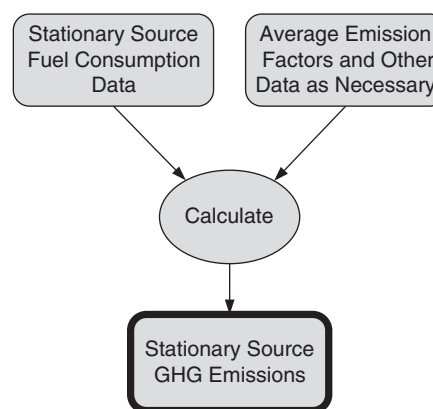 Stationary Source
Fuel Consumption
Data
Average Emission
Factors and Other
Data as Necessary
Calculate
Stationary Source
GHG Emissions